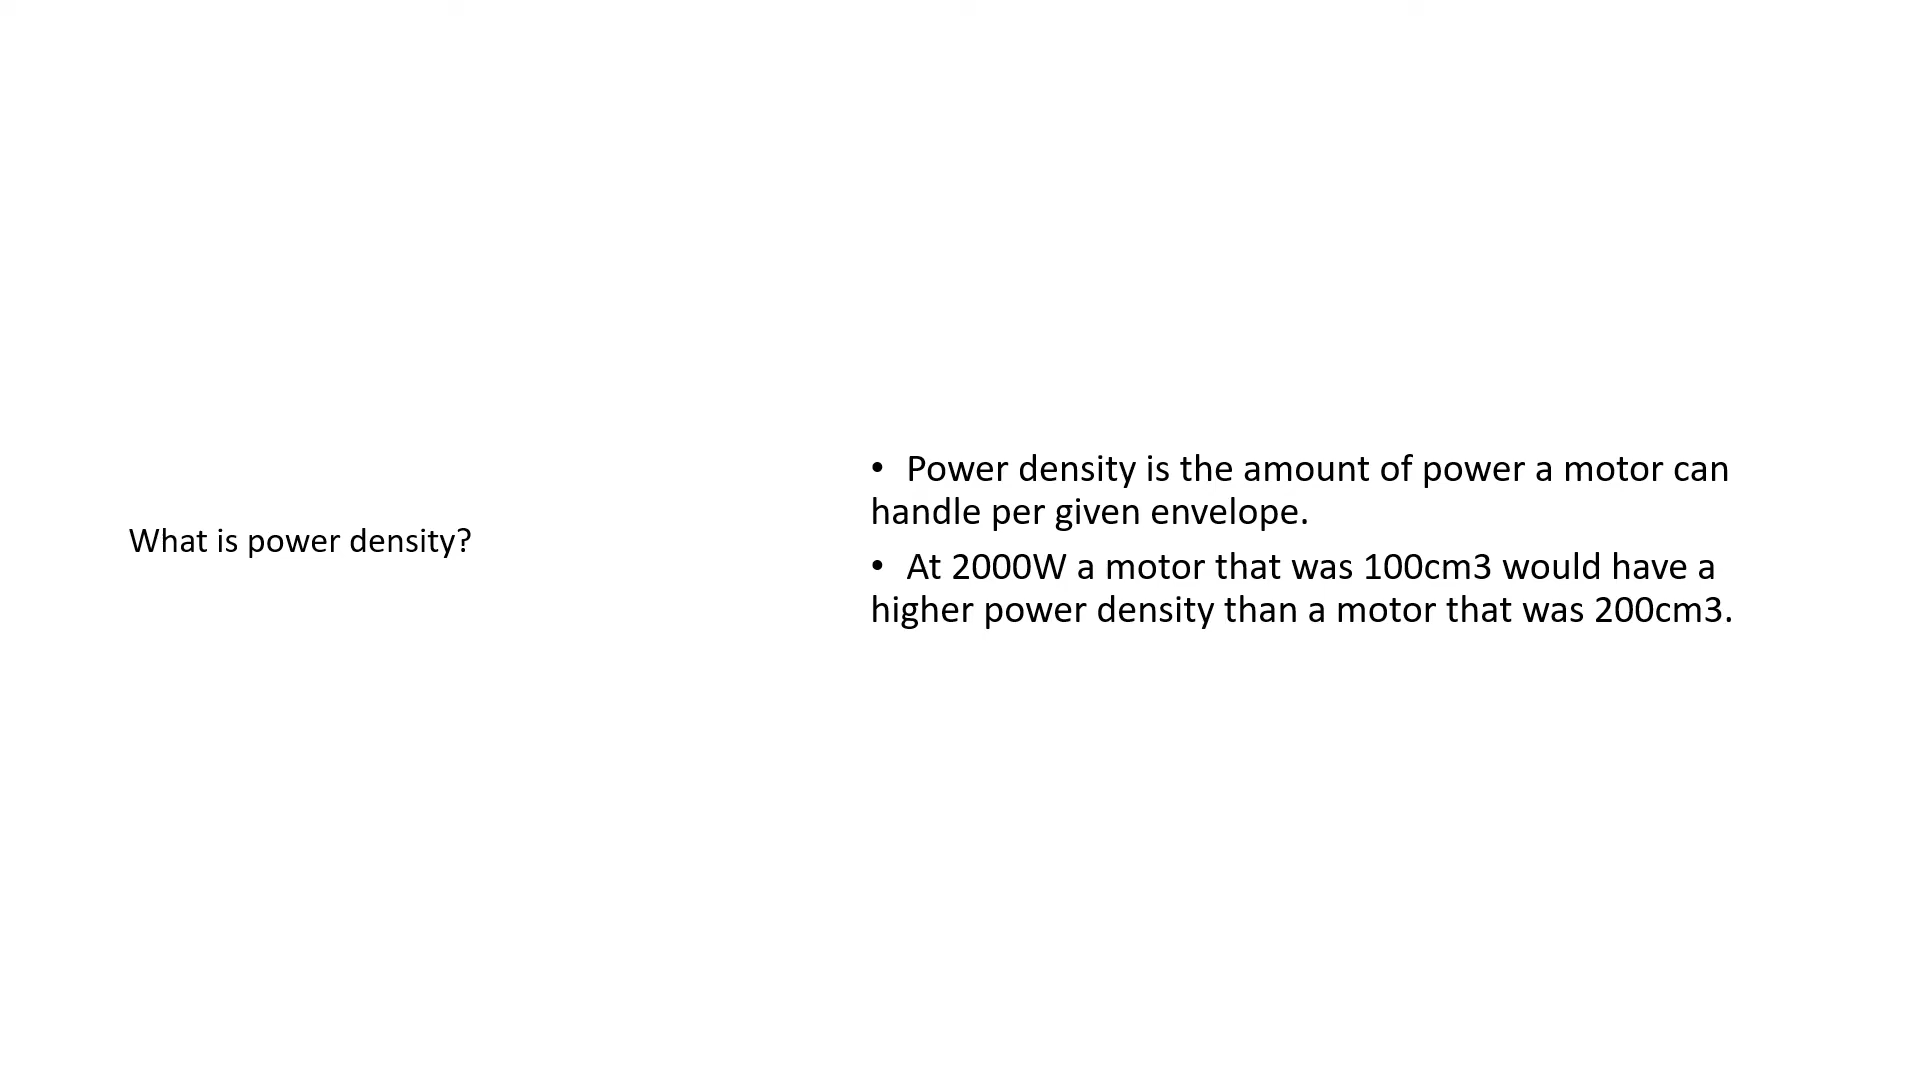 What is power density?
• Power density is the amount of power a motor can
handle per given envelope.
• At 2000W a motor that was 100cm3 would have a
higher power density than a motor that was 200cm3.